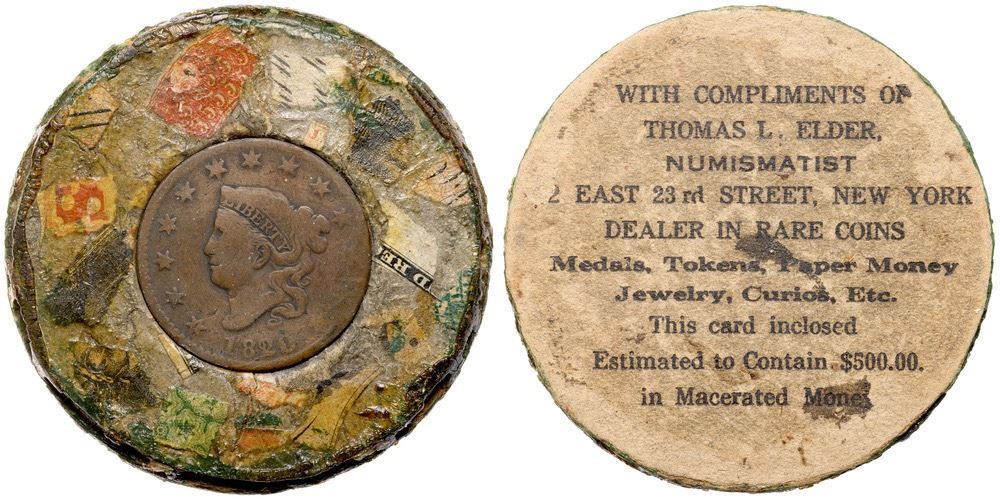 LIBERTY
D HE
WITH COMPLIMENTS OF
THOMAS L. ELDER,
NUMISMATIST
2 EAST 23rd STREET, NEW YORK
DEALER IN RARE COINS
Medals, Tokens, Paper Money
Jewelry, Curios, Etc.
This card inclosed
Estimated to Contain $500.00.
in Macerated Money